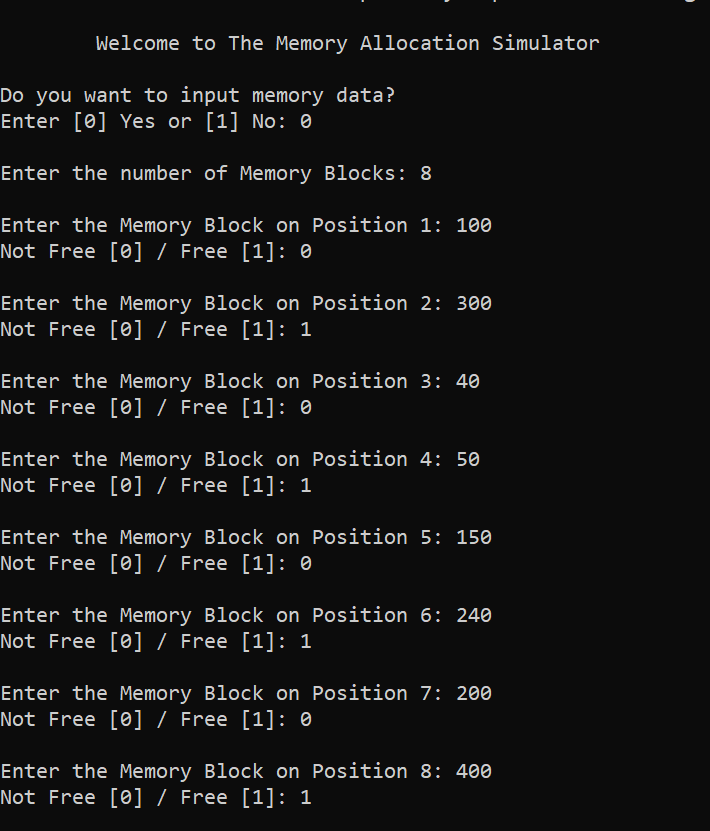 Welcome to The Memory Allocation Simulator
Do you want to input memory data?
Enter [0] Yes or [1] No: 0
Enter the number of Memory Blocks: 8
Enter the Memory Block on Position 1: 100
Not Free [0] / Free [1]: 0
Enter the Memory Block on Position 2: 300
Not Free [0] / Free [1]: 1
Enter the Memory Block on Position 3: 40
Not Free [0] / Free [1]: 0
Enter the Memory Block on Position 4: 50
Not Free [0] / Free [1]: 1
Enter the Memory Block on Position 5: 150
Not Free [0] / Free [1]: 0
Enter the Memory Block on Position 6: 240
Not Free [0] / Free [1]: 1
Enter the Memory Block on Position 7: 200
Not Free [0] / Free [1]: 0
Enter the Memory Block on Position 8: 400
Not Free [0] / Free [1]: 1